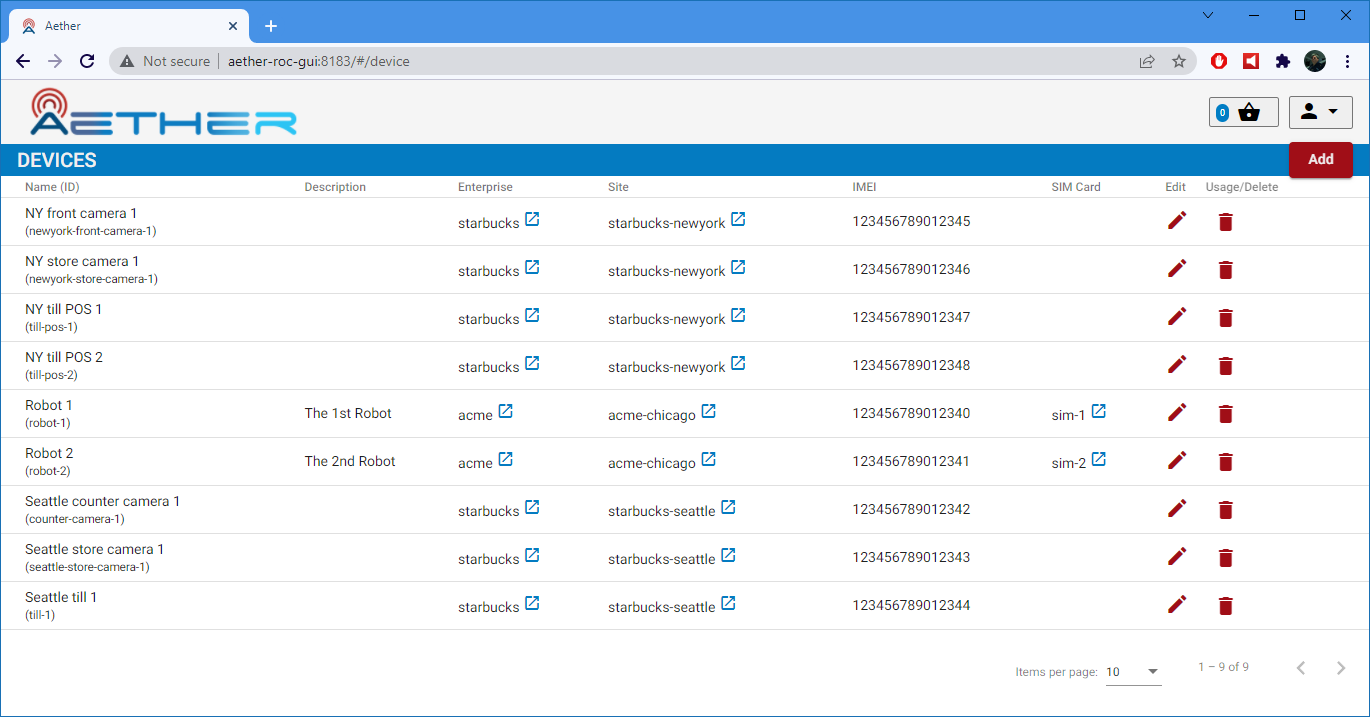 Aether
Not secure aether-roc-gui:8183/#/device
AETHER
0
DEVICES
Add
Name (ID) Description Enterprise Site IMEI SIM Card Edit Usage/Delete
NY front camera 1
(newyork-front-camera-1)
starbucks starbucks-newyork 123456789012345
NY store camera 1
(newyork-store-camera-1)
starbucks starbucks-newyork 123456789012346
NY till POS 1
(till-pos-1)
starbucks starbucks-newyork 123456789012347
NY till POS 2
(till-pos-2)
starbucks starbucks-newyork 123456789012348
Robot 1
(robot-1)
The 1st Robot acme acme-chicago 123456789012340 sim-1
Robot 2
(robot-2)
The 2nd Robot acme acme-chicago 123456789012341 sim-2
Seattle counter camera 1
(counter-camera-1)
starbucks starbucks-seattle 123456789012342
Seattle store camera 1
(seattle-store-camera-1)
starbucks starbucks-seattle 123456789012343
Seattle till 1
(till-1)
starbucks starbucks-seattle 123456789012344
Items per page: 10 1 – 9 of 9